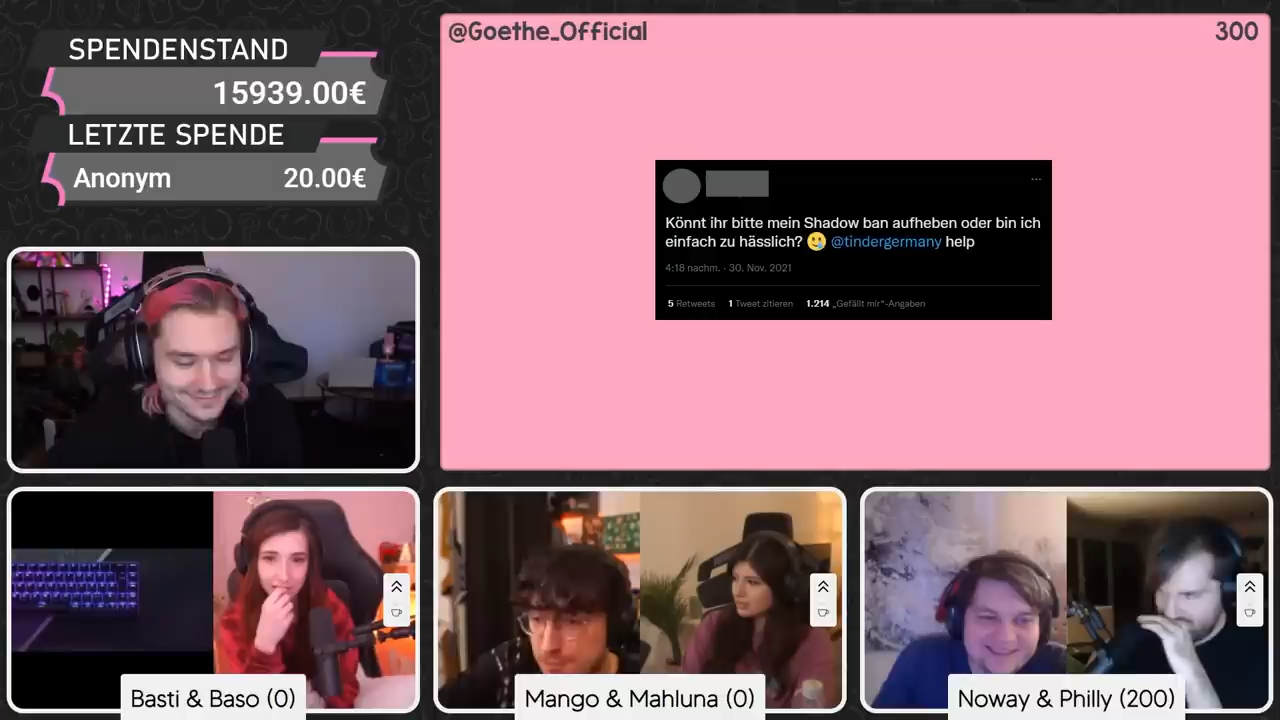 SPENDENSTAND
15939.00€
LETZTE SPENDE
Anonym 20.00€
@Goethe_Official 300
Könnt ihr bitte mein Shadow ban aufheben oder bin ich
einfach zu hässlich? 🥲 @tindergermany help
4:18 nachm. · 30. Nov. 2021
5 Retweets 1 Tweet zitieren 1.214 „Gefällt mir“-Angaben
Basti & Baso (0)
Mango & Mahluna (0)
Noway & Philly (200)